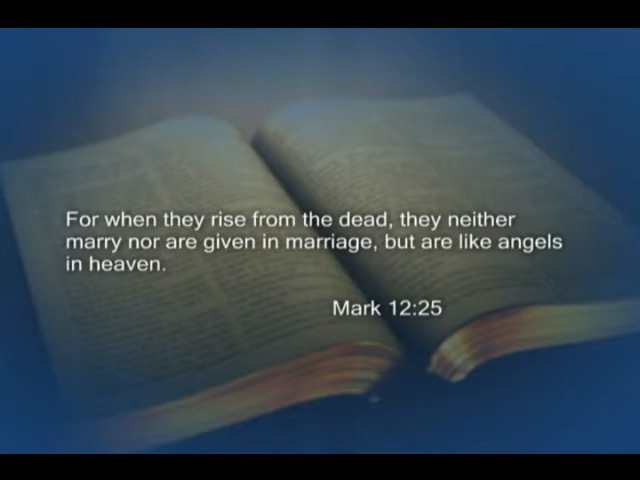 For when they rise from the dead, they neither
marry nor are given in marriage, but are like angels
in heaven.
Mark 12:25